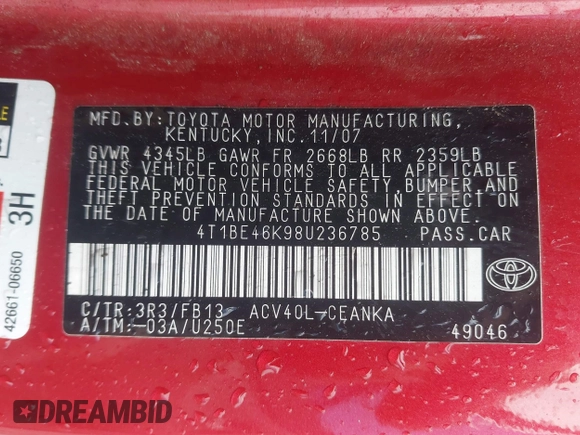 MFD.BY:TOYOTA MOTOR MANUFACTURING,
KENTUCKY,INC.11/07
GVWR 4345LB GAWR FR 2668LB RR 2359LB
THIS VEHICLE CONFORMS TO ALL APPLICABLE
FEDERAL MOTOR VEHICLE SAFETY,BUMPER,AND
THEFT PREVENTION STANDARDS IN EFFECT ON
THE DATE OF MANUFACTURE SHOWN ABOVE.
4T1BE46K98U236785 PASS.CAR
C/TR:3R3/FB13 ACV40L-CEANKA
A/TM:-03A/U250E 49046
3H
42661-06650
DREAMBID